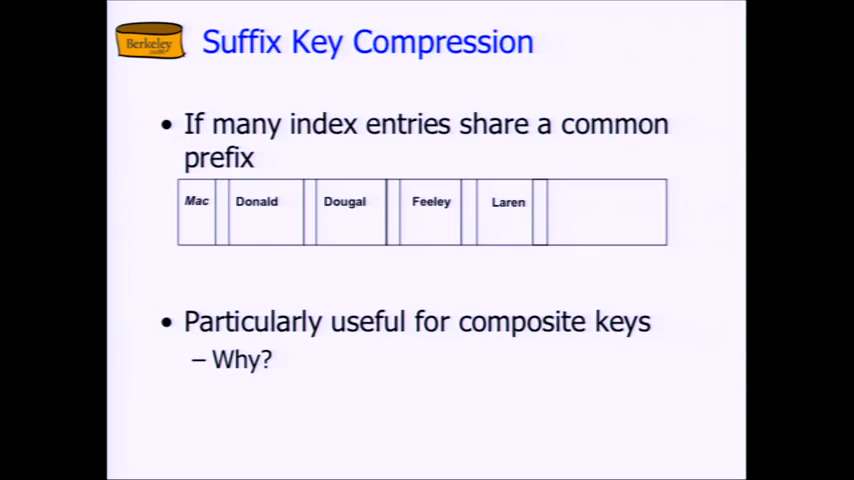 Berkeley
Suffix Key Compression
• If many index entries share a common
prefix
Mac Donald Dougal Feeley Laren
• Particularly useful for composite keys
– Why?